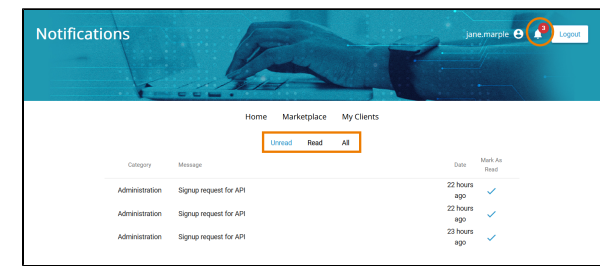 Notifications
jane.marple
3
Logout
Home Marketplace My Clients
Unread Read All
Category Message Date Mark As Read
Administration Signup request for API 22 hours ago
Administration Signup request for API 22 hours ago
Administration Signup request for API 23 hours ago